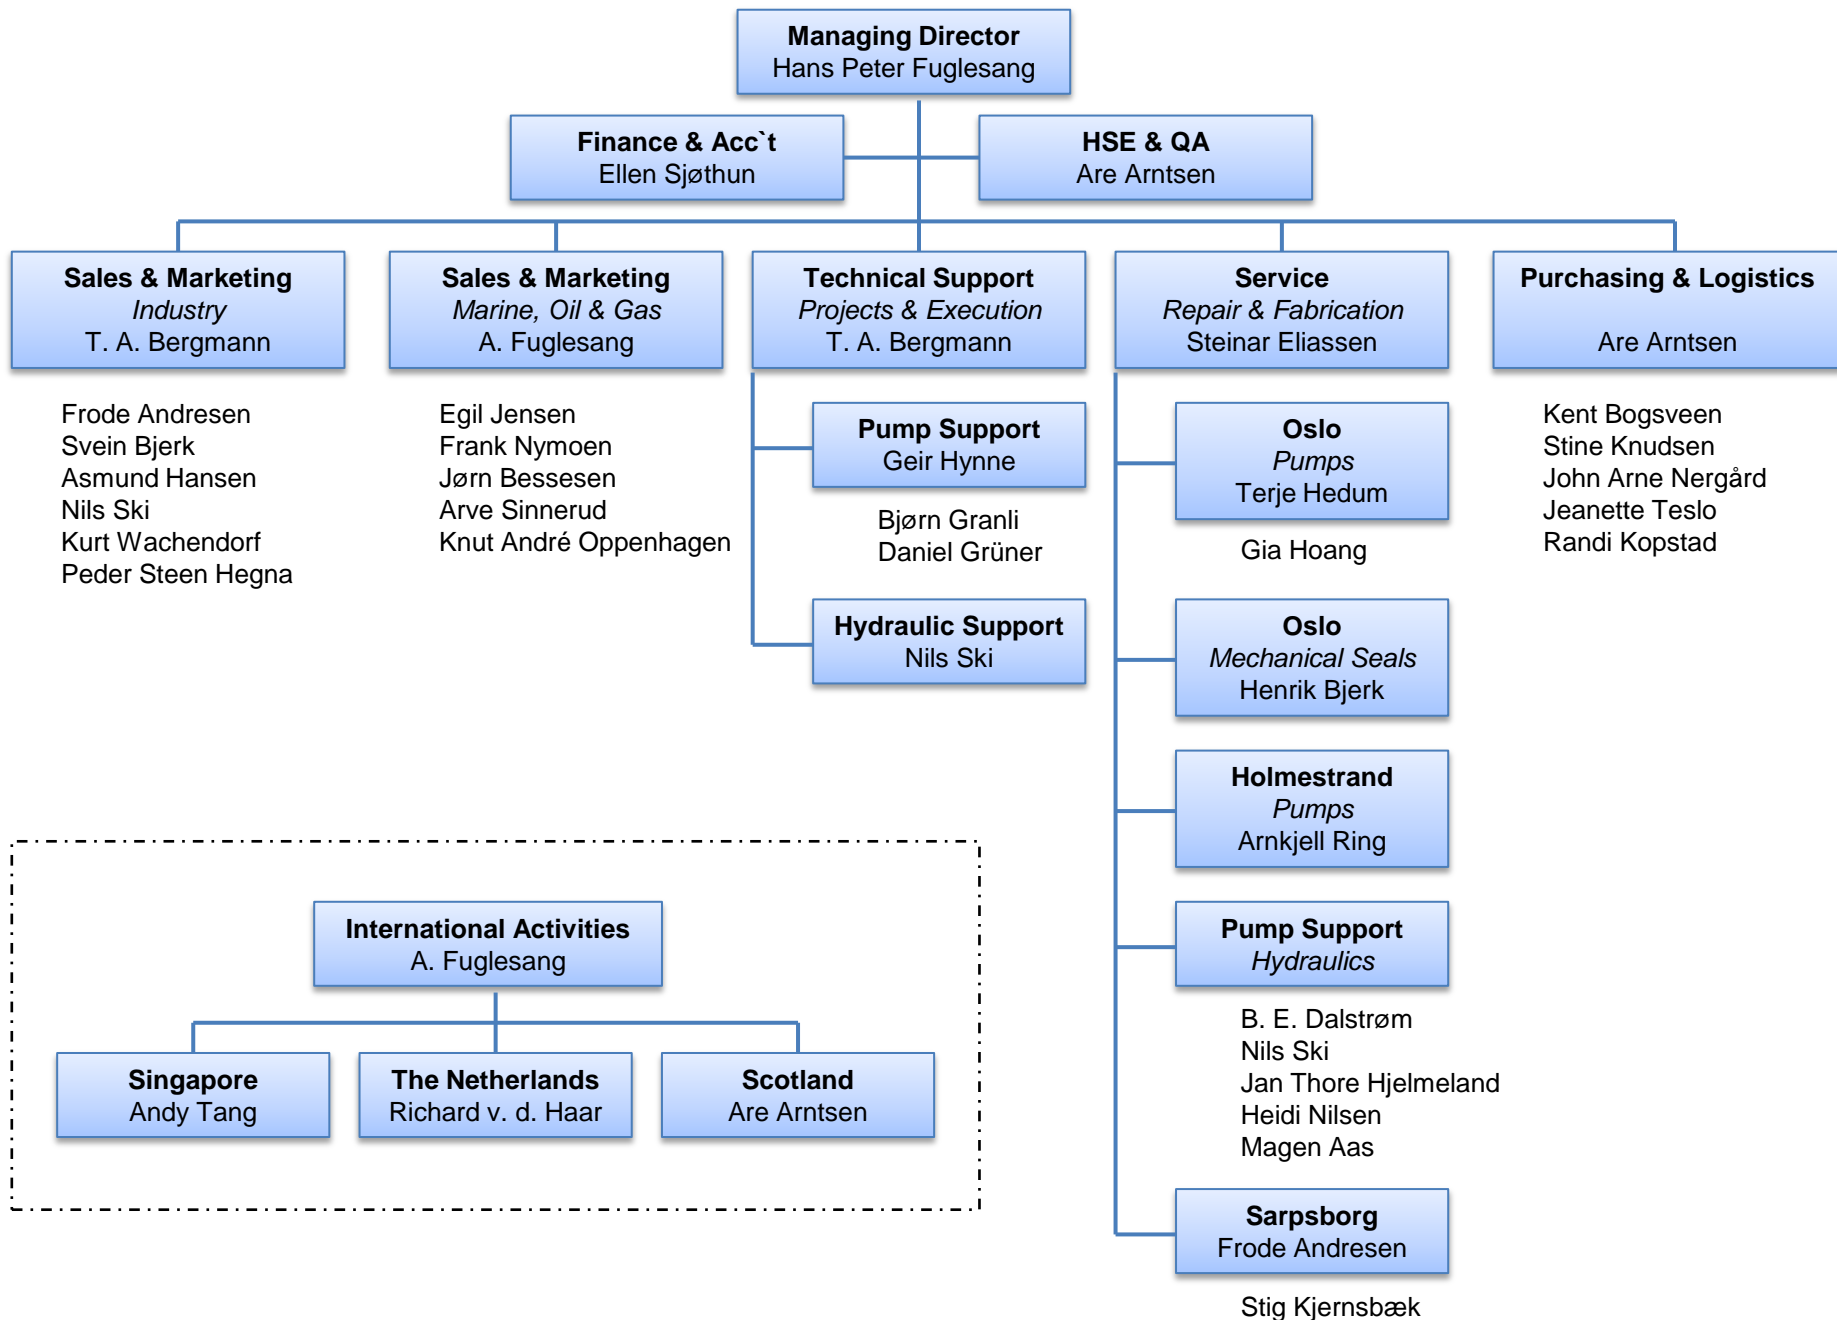 Managing Director
Hans Peter Fuglesang
Finance & Acc`t
Ellen Sjøthun
HSE & QA
Are Arntsen
Sales & Marketing
Industry
T. A. Bergmann
Frode Andresen
Svein Bjerk
Asmund Hansen
Nils Ski
Kurt Wachendorf
Peder Steen Hegna
Sales & Marketing
Marine, Oil & Gas
A. Fuglesang
Egil Jensen
Frank Nymoen
Jørn Bessesen
Arve Sinnerud
Knut André Oppenhagen
Technical Support
Projects & Execution
T. A. Bergmann
Pump Support
Geir Hynne
Bjørn Granli
Daniel Grüner
Hydraulic Support
Nils Ski
Service
Repair & Fabrication
Steinar Eliassen
Oslo
Pumps
Terje Hedum
Gia Hoang
Oslo
Mechanical Seals
Henrik Bjerk
Holmestrand
Pumps
Arnkjell Ring
Pump Support
Hydraulics
B. E. Dalstrøm
Nils Ski
Jan Thore Hjelmeland
Heidi Nilsen
Magen Aas
Sarpsborg
Frode Andresen
Stig Kjernsbæk
Purchasing & Logistics
Are Arntsen
Kent Bogsveen
Stine Knudsen
John Arne Nergård
Jeanette Teslo
Randi Kopstad
International Activities
A. Fuglesang
Singapore
Andy Tang
The Netherlands
Richard v. d. Haar
Scotland
Are Arntsen